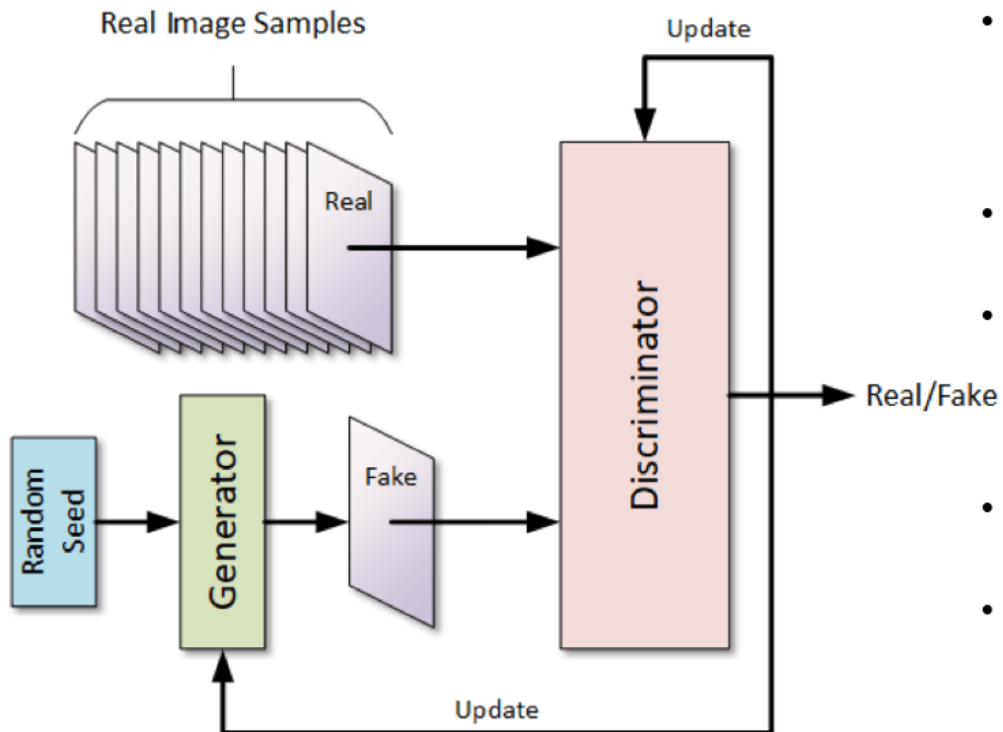 Real Image Samples
Update
Real
Discriminator
Real/Fake
Random
Seed
Generator
Fake
Update